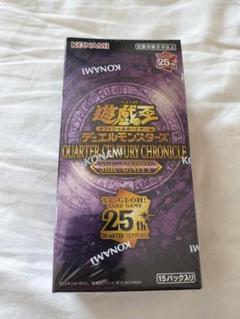 KONAMI
25th
KONAMI
遊戯王
デュエルモンスターズ
QUARTER CENTURY CHRONICLE
KONAMI
side:UNITY
YU-GI-OH!
CARD GAME
25th
QUARTER CENTURY
KONAMI
KONAMI
15パック入り